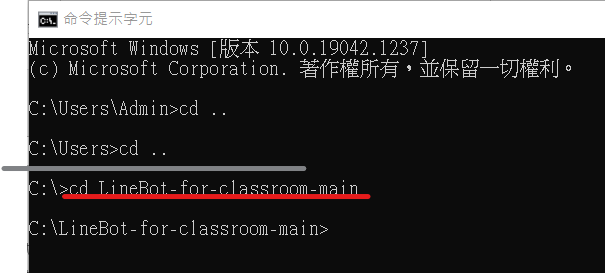 命令提示字元
Microsoft Windows [版本 10.0.19042.1237]
(c) Microsoft Corporation. 著作權所有，並保留一切權利。
C:\Users\Admin>cd ..
C:\Users>cd ..
C:\>cd LineBot-for-classroom-main
C:\LineBot-for-classroom-main>